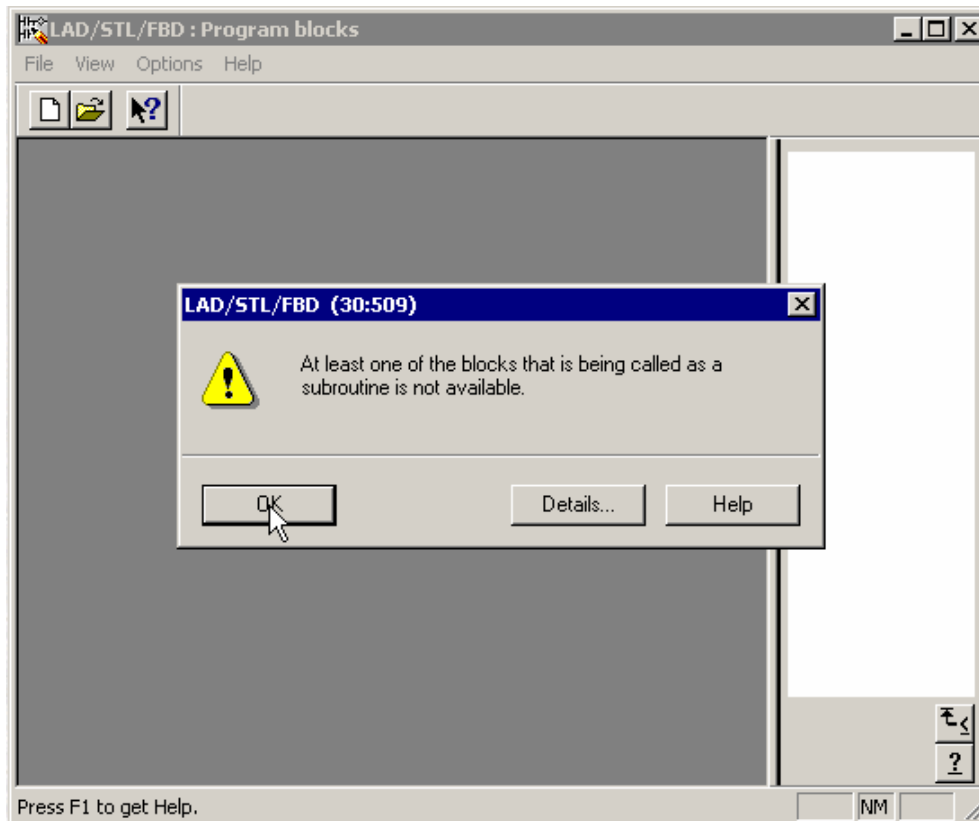 LAD/STL/FBD : Program blocks
File View Options Help
LAD/STL/FBD (30:509)
At least one of the blocks that is being called as a
subroutine is not available.
OK Details... Help
Press F1 to get Help. NM